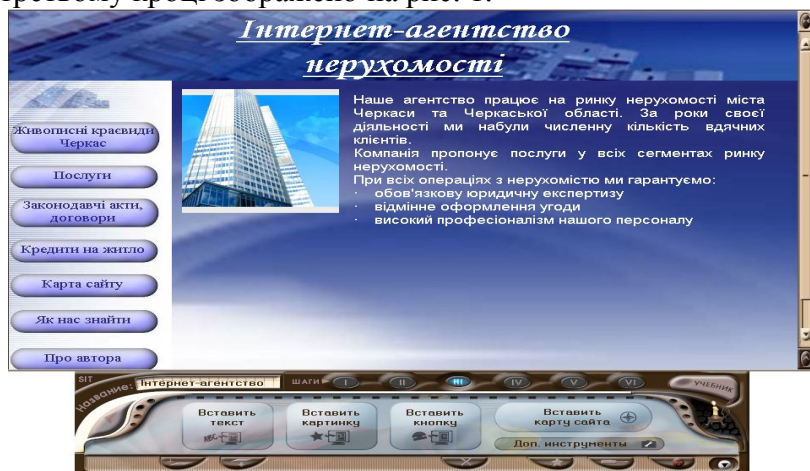 Інтернет-агентство
нерухомості
Живописні краєвиди
Черкас
Послуги
Законодавчі акти,
договори
Кредити на житло
Карта сайту
Як нас знайти
Про автора
Наше агентство працює на ринку нерухомості міста
Черкаси та Черкаської області. За роки своєї
діяльності ми набули численну кількість вдячних
клієнтів.
Компанія пропонує послуги у всіх сегментах ринку
нерухомості.
При всіх операціях з нерухомістю ми гарантуємо:
· обов'язкову юридичну експертизу
· відмінне оформлення угоди
· високий професіоналізм нашого персоналу
SIT
Название: Інтернет-агентство
ШАГИ I II III IV V VI
УЧЕБНИК
Вставить
текст
Вставить
картинку
Вставить
кнопку
Вставить
карту сайта
Доп. инструменты